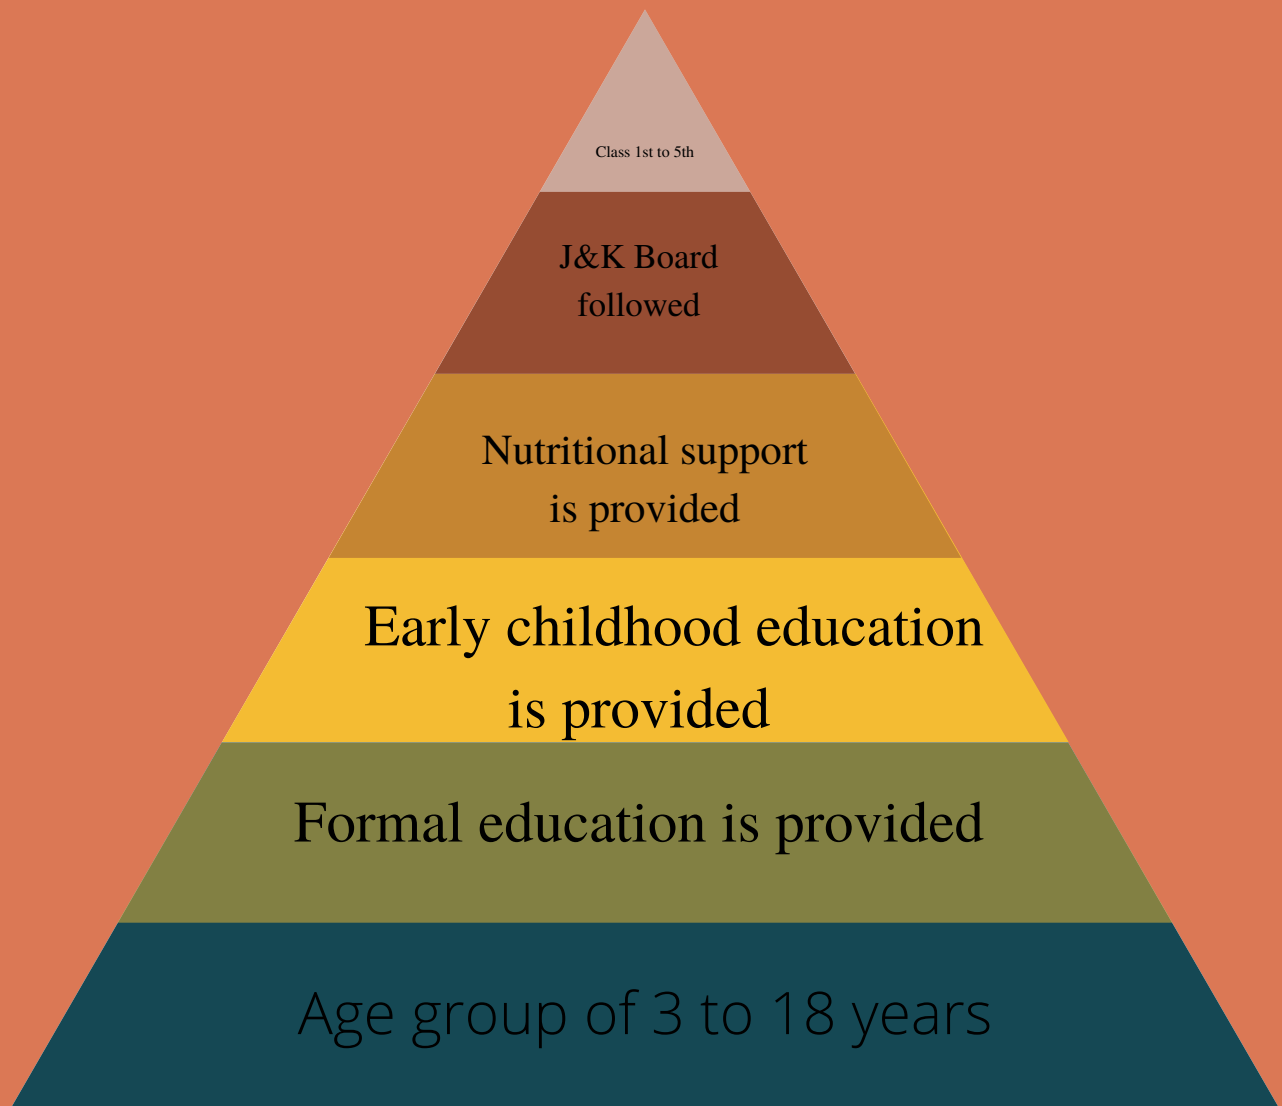 Class 1st to 5th
J&K Board
followed
Nutritional support
is provided
Early childhood education
is provided
Formal education is provided
Age group of 3 to 18 years